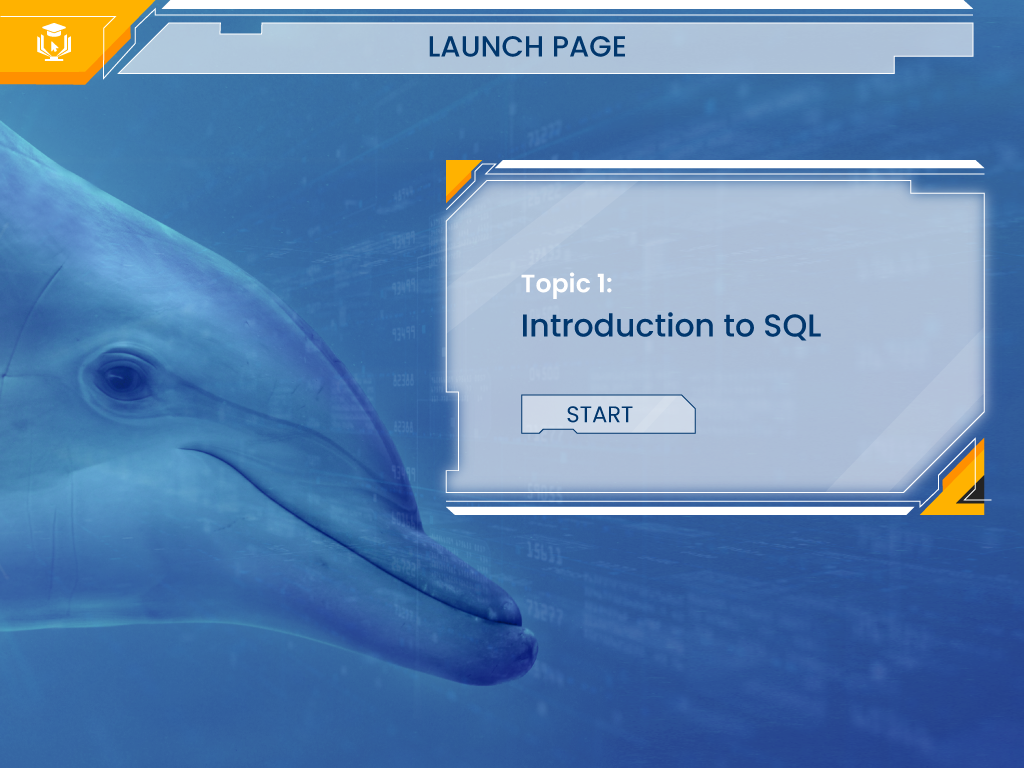 LAUNCH PAGE
Topic 1:
Introduction to SQL
START